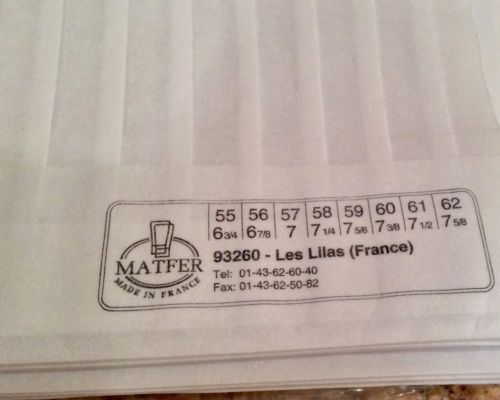 55 56 57 58 59 60 61 62
6 3/4 6 7/8 7 7 1/4 7 5/8 7 3/8 7 1/2 7 5/8
MATFER
MADE IN FRANCE
93260 - Les Lilas (France)
Tel: 01-43-62-60-40
Fax: 01-43-62-50-82